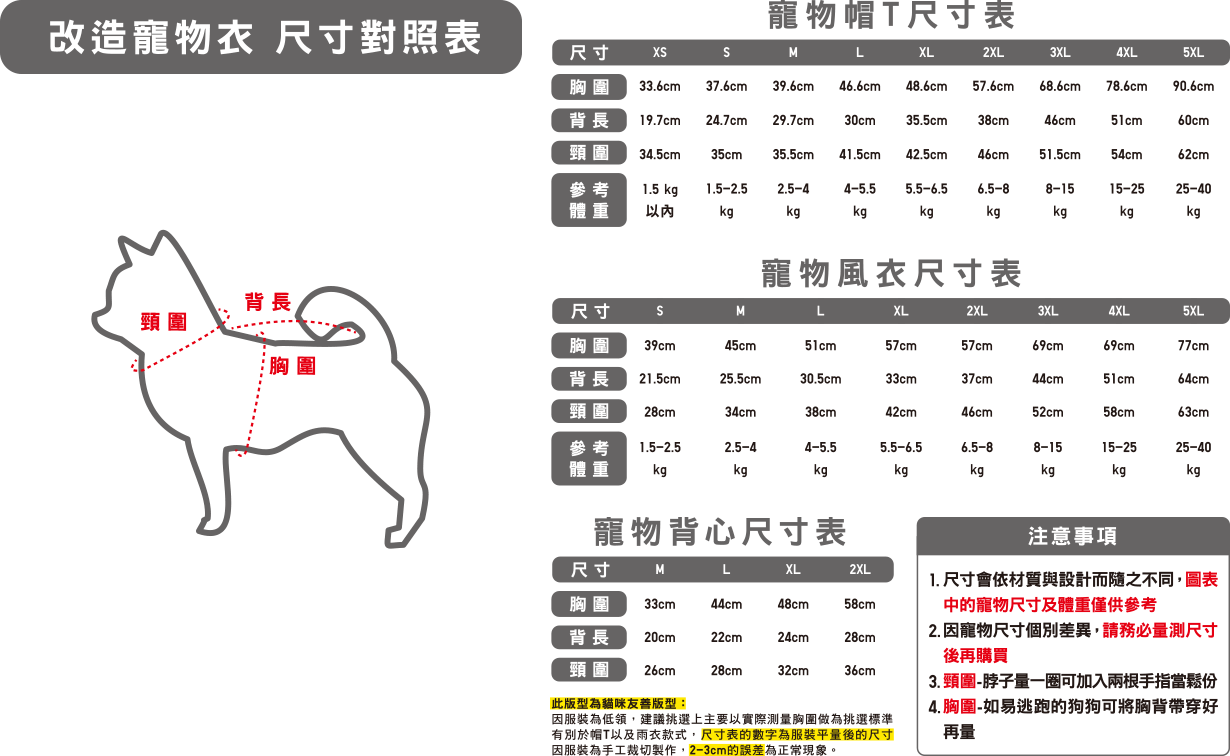 改造寵物衣 尺寸對照表
頸圍
背長
胸圍
寵物帽T尺寸表
尺寸 XS S M L XL 2XL 3XL 4XL 5XL
胸圍 33.6cm 37.6cm 39.6cm 46.6cm 48.6cm 57.6cm 68.6cm 78.6cm 90.6cm
背長 19.7cm 24.7cm 29.7cm 30cm 35.5cm 38cm 46cm 51cm 60cm
頸圍 34.5cm 35cm 35.5cm 41.5cm 42.5cm 46cm 51.5cm 54cm 62cm
參考 1.5 kg 1.5-2.5 2.5-4 4-5.5 5.5-6.5 6.5-8 8-15 15-25 25-40
體重 以內 kg kg kg kg kg kg kg kg
寵物風衣尺寸表
尺寸 S M L XL 2XL 3XL 4XL 5XL
胸圍 39cm 45cm 51cm 57cm 57cm 69cm 69cm 77cm
背長 21.5cm 25.5cm 30.5cm 33cm 37cm 44cm 51cm 64cm
頸圍 28cm 34cm 38cm 42cm 46cm 52cm 58cm 63cm
參考 1.5-2.5 2.5-4 4-5.5 5.5-6.5 6.5-8 8-15 15-25 25-40
體重 kg kg kg kg kg kg kg kg
寵物背心尺寸表
尺寸 M L XL 2XL
胸圍 33cm 44cm 48cm 58cm
背長 20cm 22cm 24cm 28cm
頸圍 26cm 28cm 32cm 36cm
此版型為貓咪友善版型：
因服裝為低領，建議挑選上主要以實際測量胸圍做為挑選標準
有別於帽T以及雨衣款式，尺寸表的數字為服裝平量後的尺寸
因服裝為手工裁切製作，2-3cm的誤差為正常現象。
注意事項
1. 尺寸會依材質與設計而隨之不同，圖表
中的寵物尺寸及體重僅供參考
2. 因寵物尺寸個別差異，請務必量測尺寸
後再購買
3. 頸圍-脖子量一圈可加入兩根手指當鬆份
4. 胸圍-如易逃跑的狗狗可將胸背帶穿好
再量